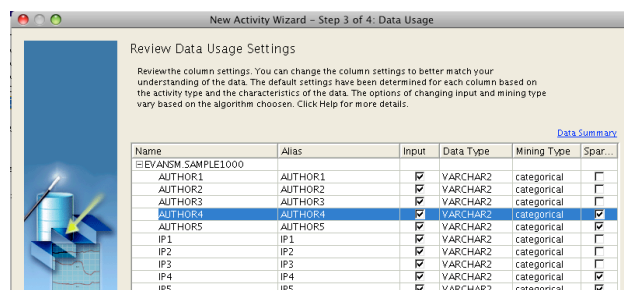 New Activity Wizard - Step 3 of 4: Data Usage
Review Data Usage Settings
Review the column settings. You can change the column settings to better match your
understanding of the data. The default settings have been determined for each column based on
the activity type and the characteristics of the data. The options of changing input and mining type
vary based on the algorithm choosen. Click Help for more details.
Data Summary
Name Alias Input Data Type Mining Type Spar...
EVANSM.SAMPLE1000
AUTHOR1 AUTHOR1 VARCHAR2 categorical
AUTHOR2 AUTHOR2 VARCHAR2 categorical
AUTHOR3 AUTHOR3 VARCHAR2 categorical
AUTHOR4 AUTHOR4 VARCHAR2 categorical
AUTHOR5 AUTHOR5 VARCHAR2 categorical
IP1 IP1 VARCHAR2 categorical
IP2 IP2 VARCHAR2 categorical
IP3 IP3 VARCHAR2 categorical
IP4 IP4 VARCHAR2 categorical
IP5 IP5 VARCHAR2 categorical